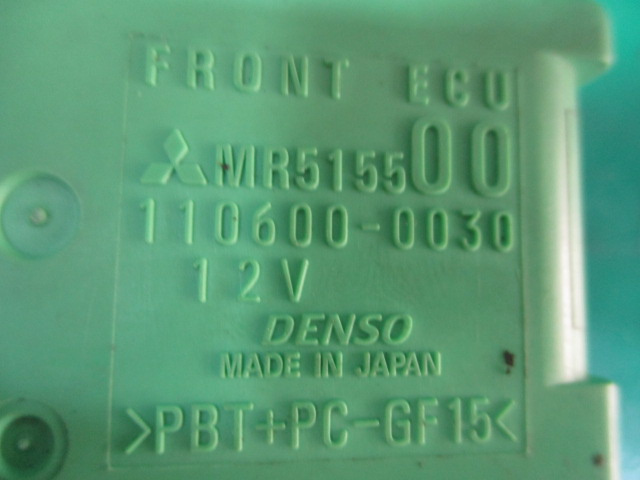 FRONT ECU
MR515500
110600-0030
12V
DENSO
MADE IN JAPAN
>PBT+PC-GF15<